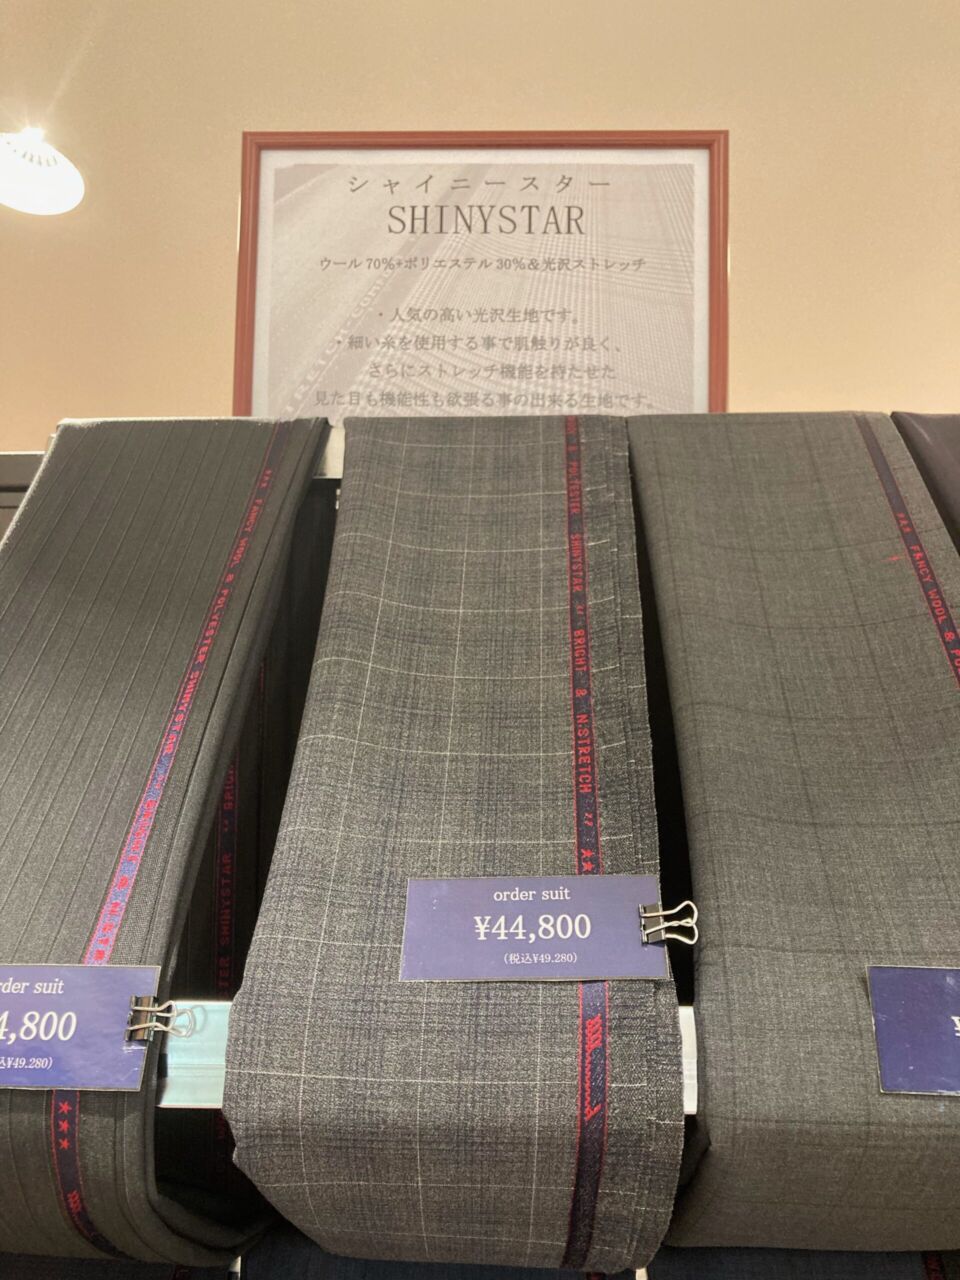 シャイニースター
SHINYSTAR
ウール70%+ポリエステル30%&光沢ストレッチ
・人気の高い光沢生地です。
・細い糸を使用する事で肌触りが良く、
さらにストレッチ機能を持たせた
見た目も機能性も欲張る事の出来る生地です。
FANCY WOOL & POLYESTER SHINYSTAR
& POLYESTER SHINYSTAR " BRIGHT & N.STRETCH " ★★
FANCY WOOL & PO
SHINYSTAR
order suit
¥44,800
(税込¥49.280)
rder suit
4,800
込¥49.280)
★★★
¥